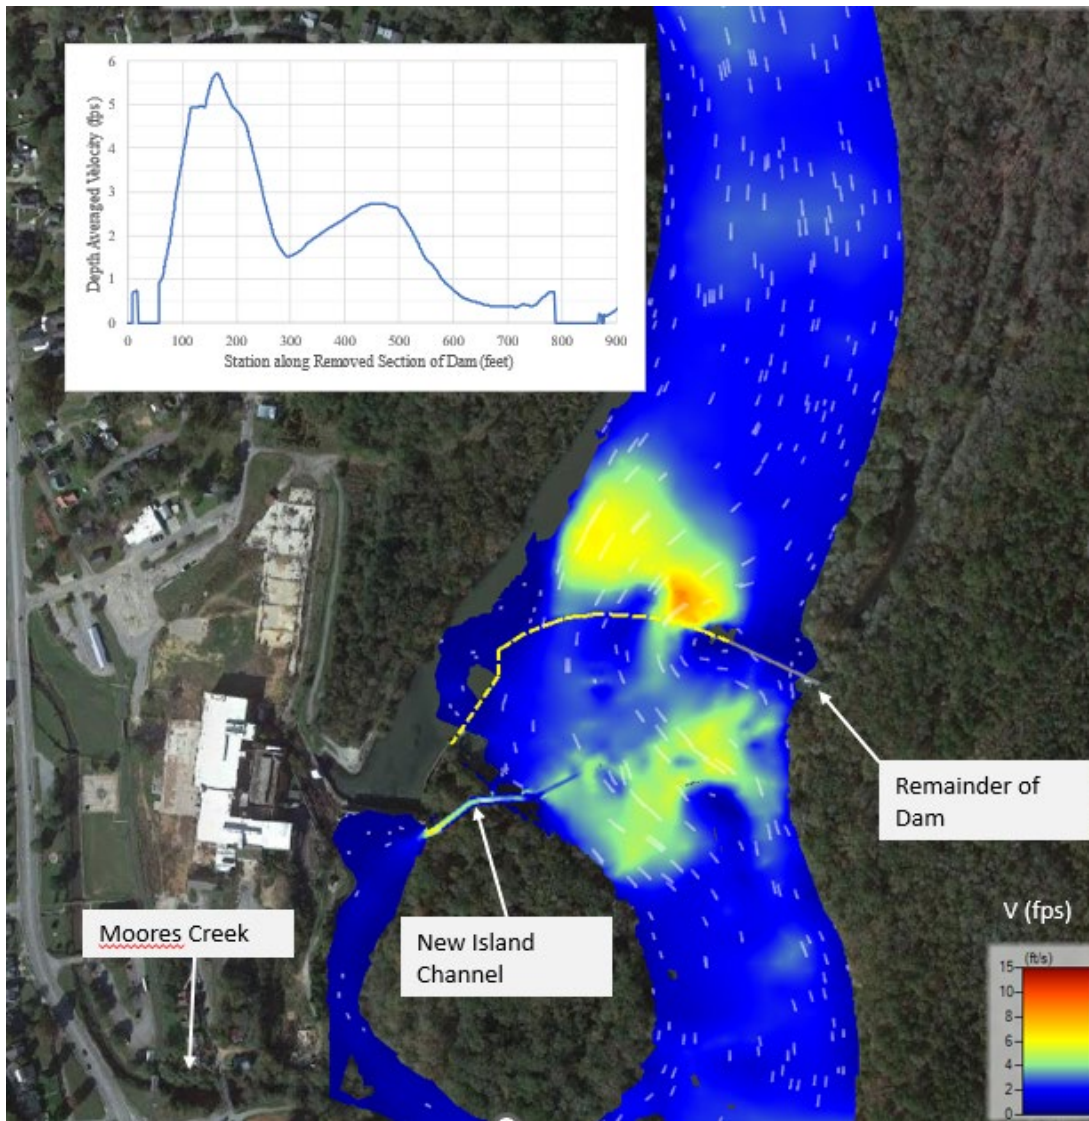 6
5
4
3
2
1
0
Depth Averaged Velocity (fps)
0 100 200 300 400 500 600 700 800 900
Station along Removed Section of Dam (feet)
Remainder of
Dam
Moores Creek
New Island
Channel
V (fps)
(ft/s)
15
10
8
6
4
2
0